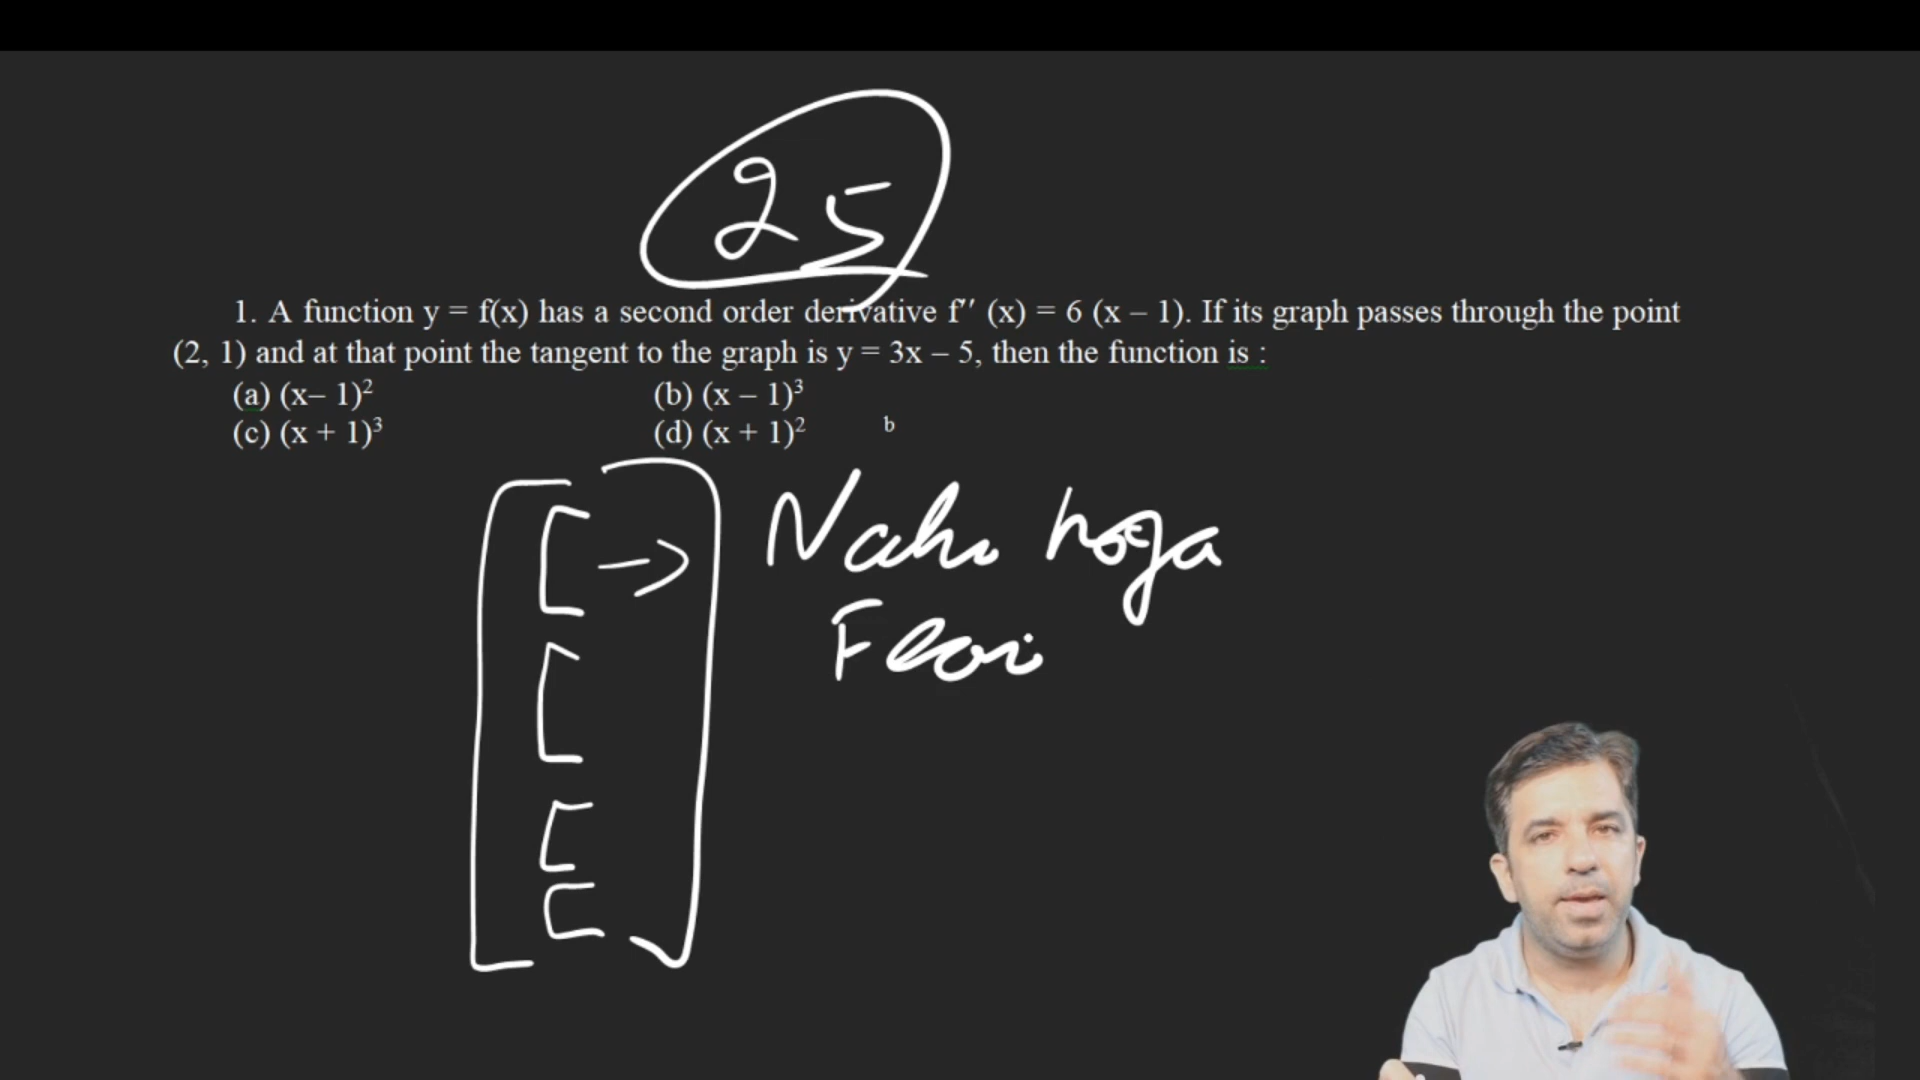 25
1. A function y = f(x) has a second order derivative f″ (x) = 6 (x – 1). If its graph passes through the point
(2, 1) and at that point the tangent to the graph is y = 3x – 5, then the function is :
(a) (x– 1)² (b) (x – 1)³
(c) (x + 1)³ (d) (x + 1)² b
Nahi hoga